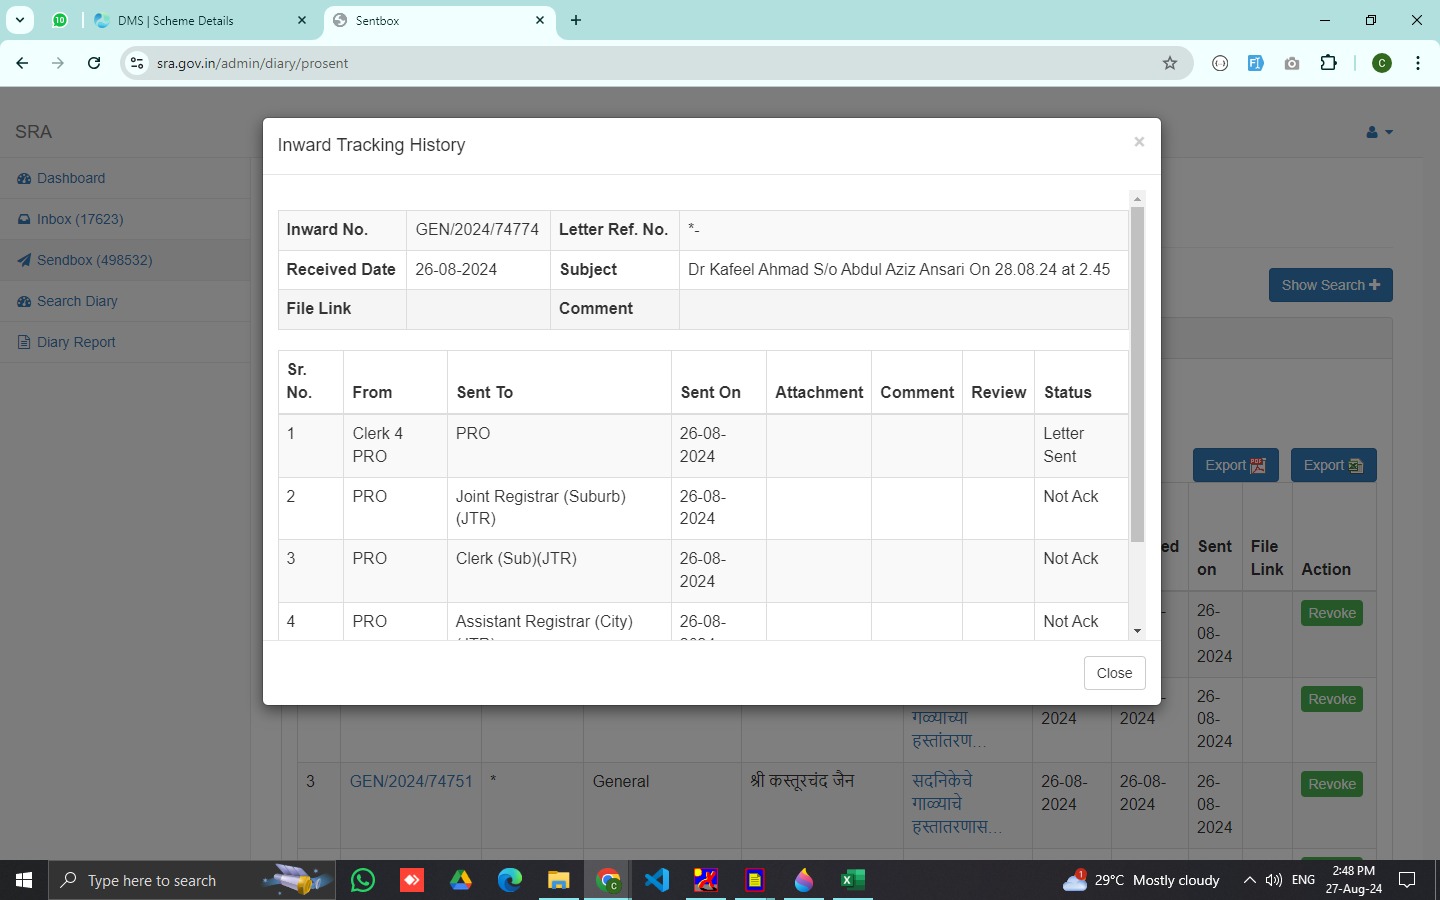 DMS | Scheme Details
Sentbox
sra.gov.in/admin/diary/prosent
SRA
Dashboard
Inbox (17623)
Sendbox (498532)
Search Diary
Diary Report
Inward Tracking History
×
Inward No. GEN/2024/74774 Letter Ref. No. *-
Received Date 26-08-2024 Subject Dr Kafeel Ahmad S/o Abdul Aziz Ansari On 28.08.24 at 2.45
File Link Comment
Sr.
No. From Sent To Sent On Attachment Comment Review Status
1 Clerk 4 PRO 26-08- Letter
PRO 2024 Sent
2 PRO Joint Registrar (Suburb) 26-08- Not Ack
(JTR) 2024
3 PRO Clerk (Sub)(JTR) 26-08- Not Ack
2024
4 PRO Assistant Registrar (City) 26-08- Not Ack
Close
Show Search
Export PDF Export
ed Sent File
on Link Action
26- Revoke
08-
2024
26- Revoke
गळ्याच्या 2024 2024 08-
हस्तांतरण... 2024
3 GEN/2024/74751 * General श्री कस्तूरचंद जैन सदनिकेचे 26-08- 26-08- 26- Revoke
गाळ्याचे 2024 2024 08-
हस्तातरणास... 2024
Type here to search
1 29°C Mostly cloudy ENG 2:48 PM
27-Aug-24